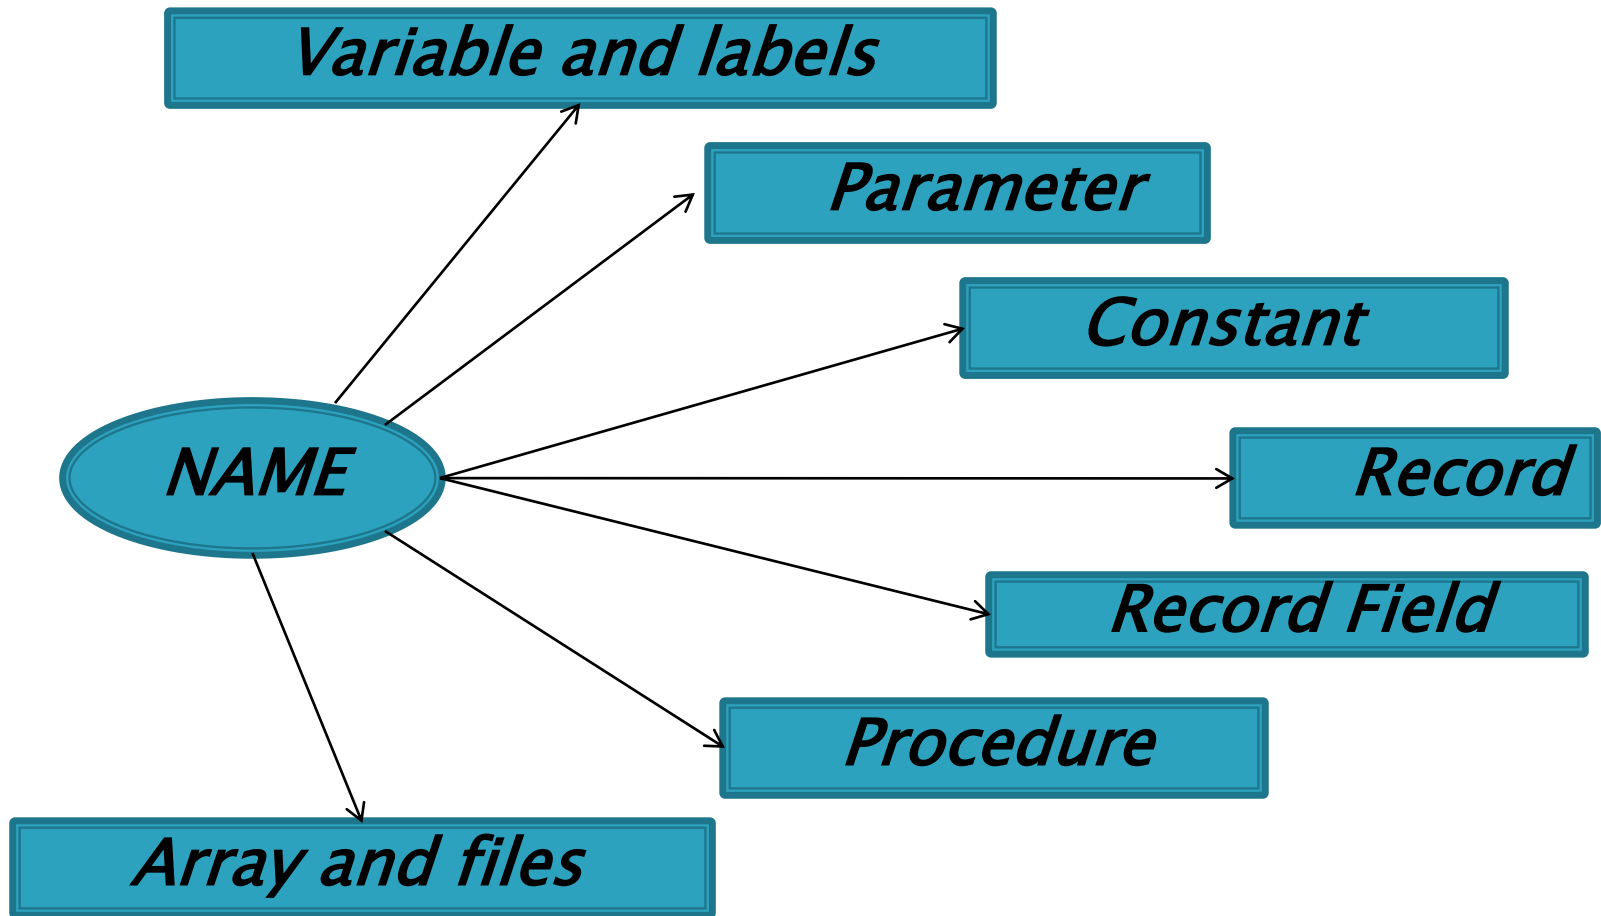 Variable and labels
Parameter
Constant
NAME
Record
Record Field
Procedure
Array and files